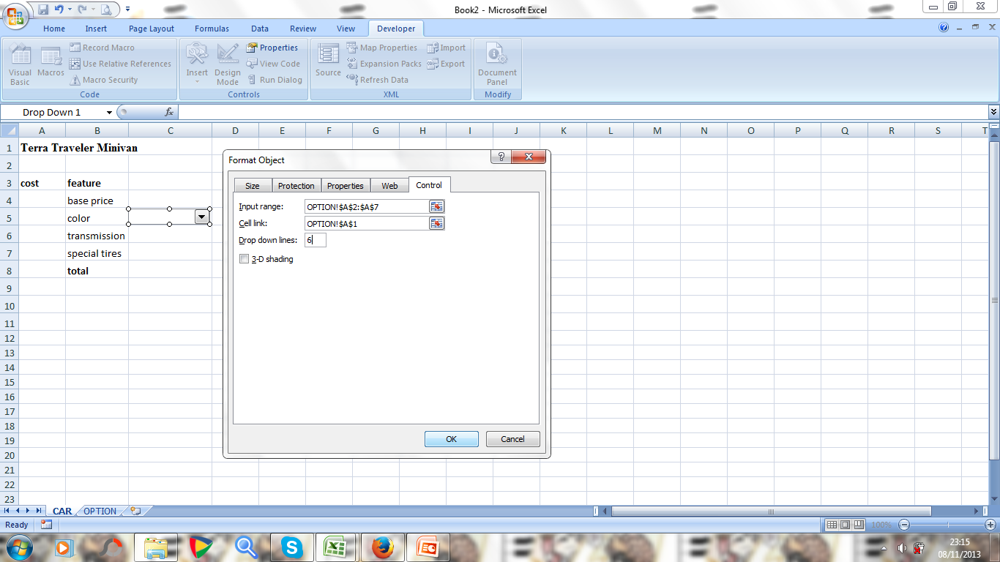 Book2 - Microsoft Excel
Home Insert Page Layout Formulas Data Review View Developer
Visual Basic
Macros
Record Macro
Use Relative References
Macro Security
Code
Insert
Design Mode
Properties
View Code
Run Dialog
Controls
Source
Map Properties
Expansion Packs
Refresh Data
Import
Export
XML
Document Panel
Modify
Drop Down 1 fx
A B C D E F G H I J K L M N O P Q R S T
1 Terra Traveler Minivan
2
3 cost feature
4 base price
5 color
6 transmission
7 special tires
8 total
9
10
11
12
13
14
15
16
17
18
19
20
21
22
23
Format Object
Size Protection Properties Web Control
Input range: OPTION!$A$2:$A$7
Cell link: OPTION!$A$1
Drop down lines: 6
3-D shading
OK Cancel
CAR OPTION
Ready 100%
23:15
08/11/2013